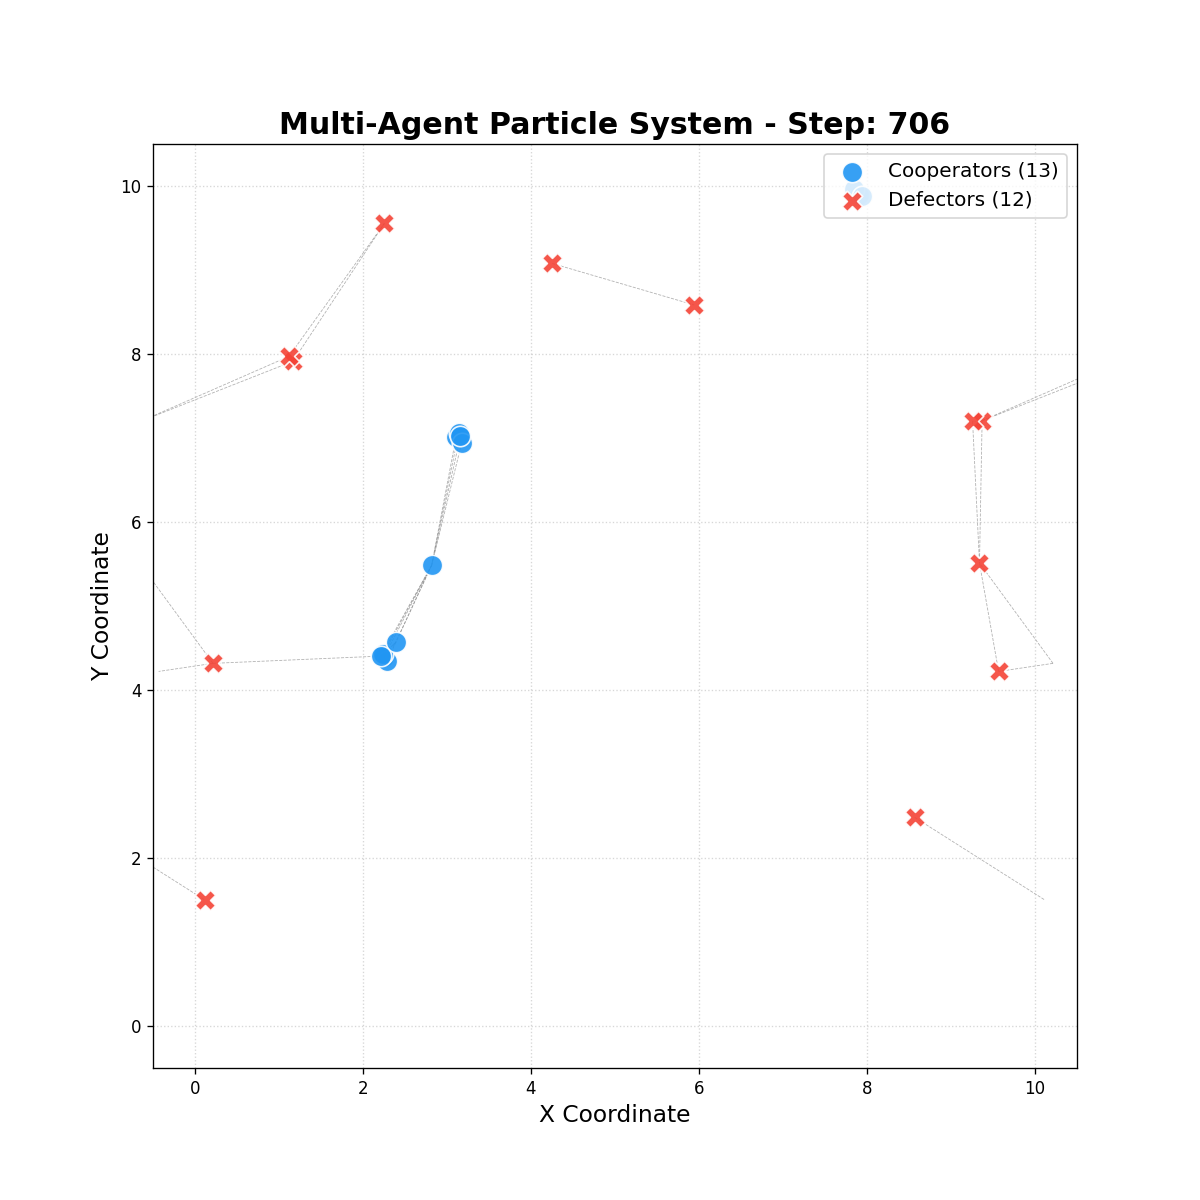 Multi-Agent Particle System - Step: 706
Cooperators (13)
Defectors (12)
10
8
6
4
2
0
Y Coordinate
0
2
4
6
8
10
X Coordinate